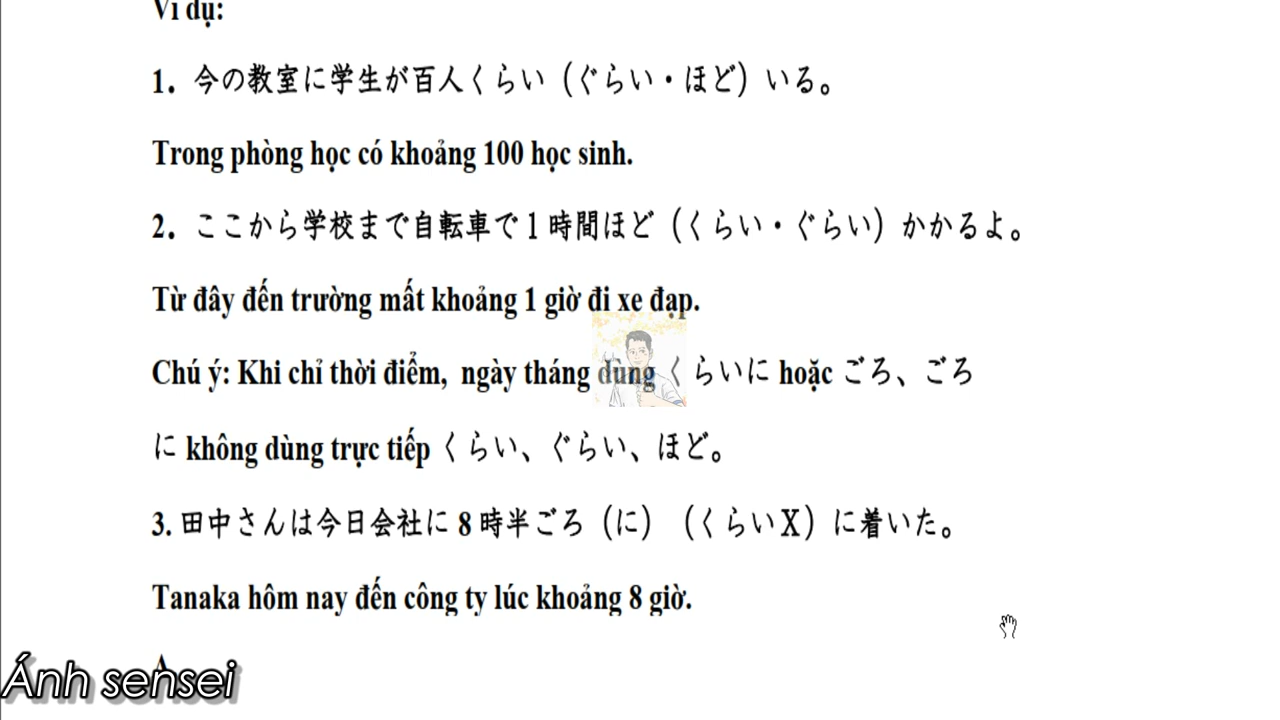 Ví dụ:
1. 今の教室に学生が百人くらい（ぐらい・ほど）いる。
Trong phòng học có khoảng 100 học sinh.
2. ここから学校まで自転車で1時間ほど（くらい・ぐらい）かかるよ。
Từ đây đến trường mất khoảng 1 giờ đi xe đạp.
Chú ý: Khi chỉ thời điểm, ngày tháng dùng くらいに hoặc ごろ、ごろ
に không dùng trực tiếp くらい、ぐらい、ほど。
3. 田中さんは今日会社に 8 時半ごろ（に）（くらいX）に着いた。
Tanaka hôm nay đến công ty lúc khoảng 8 giờ.
Ánh sensei